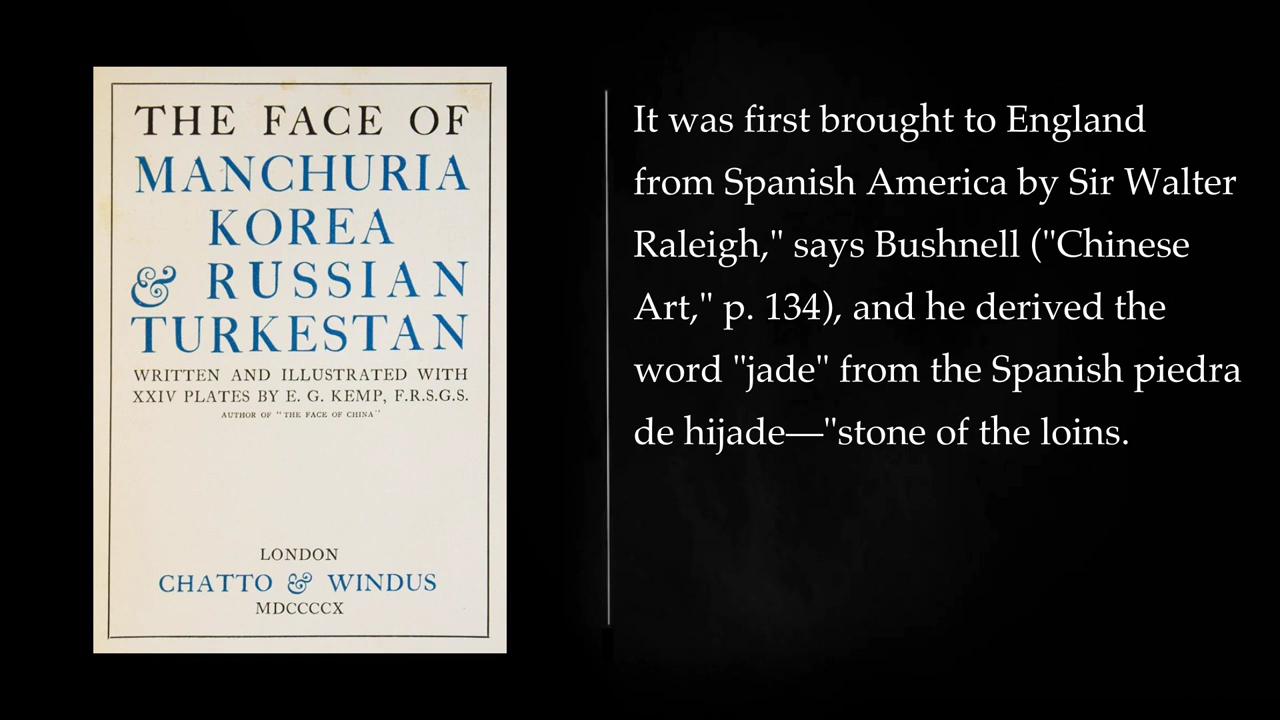 THE FACE OF
MANCHURIA
KOREA
& RUSSIAN
TURKESTAN
WRITTEN AND ILLUSTRATED WITH
XXIV PLATES BY E. G. KEMP, F.R.S.G.S.
AUTHOR OF "THE FACE OF CHINA"
LONDON
CHATTO & WINDUS
MDCCCCX
It was first brought to England
from Spanish America by Sir Walter
Raleigh," says Bushnell ("Chinese
Art," p. 134), and he derived the
word "jade" from the Spanish piedra
de hijade—"stone of the loins.